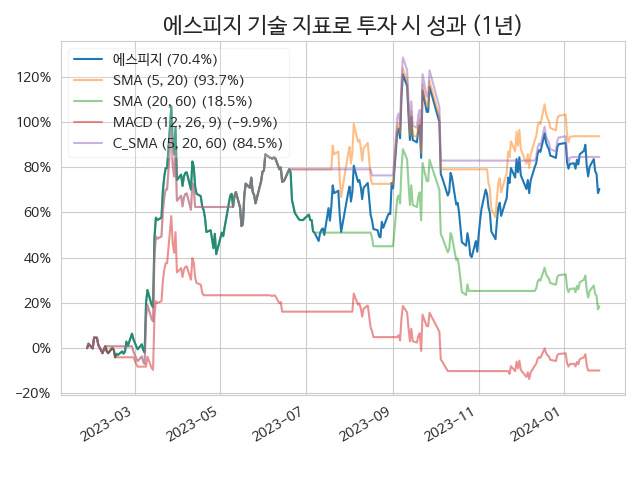 에스피지 기술 지표로 투자 시 성과 (1년)
에스피지 (70.4%)
SMA (5, 20) (93.7%)
SMA (20, 60) (18.5%)
MACD (12, 26, 9) (−9.9%)
C_SMA (5, 20, 60) (84.5%)
120%
100%
80%
60%
40%
20%
0%
−20%
2023−03
2023−05
2023−07
2023−09
2023−11
2024−01